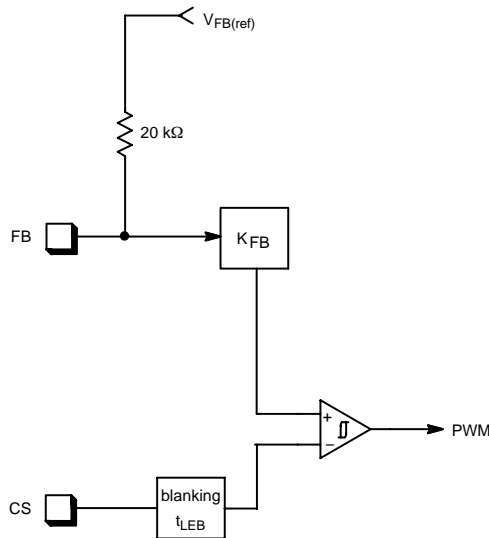 VFB(ref)
20 kΩ
FB
KFB
+
−
PWM
CS
blanking
tLEB